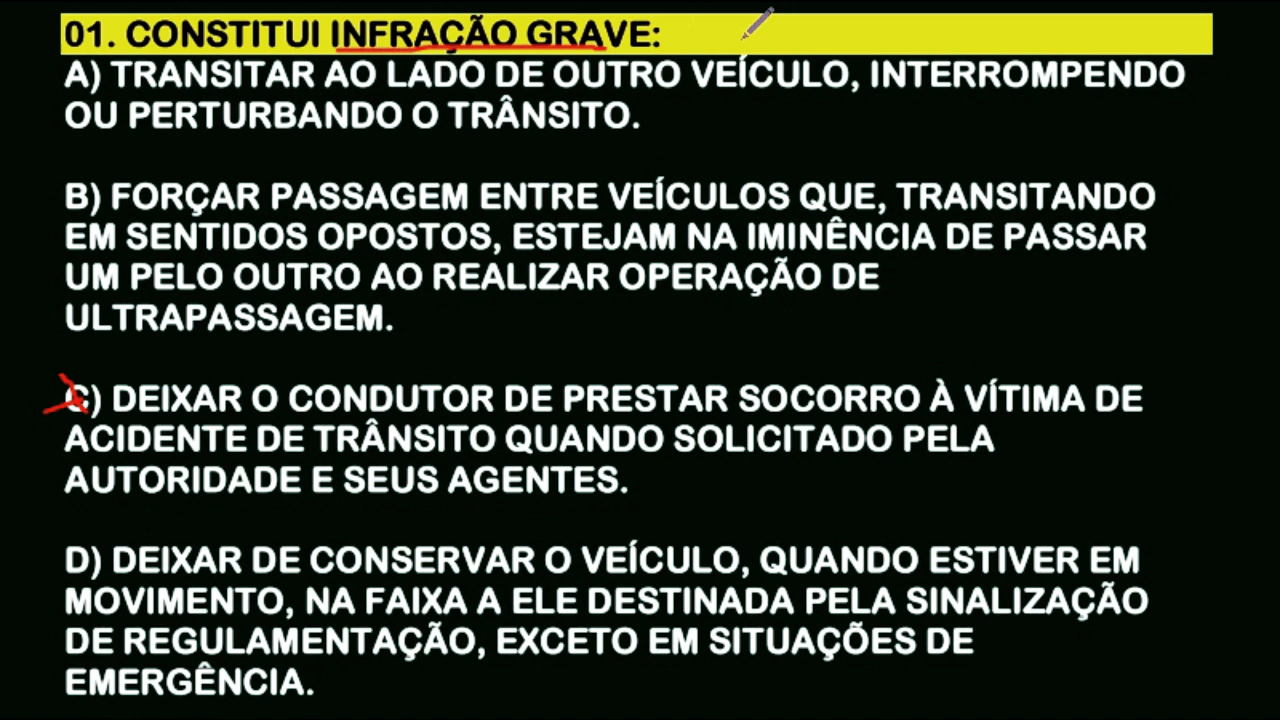 01. CONSTITUI INFRAÇÃO GRAVE:
A) TRANSITAR AO LADO DE OUTRO VEÍCULO, INTERROMPENDO
OU PERTURBANDO O TRÂNSITO.
B) FORÇAR PASSAGEM ENTRE VEÍCULOS QUE, TRANSITANDO
EM SENTIDOS OPOSTOS, ESTEJAM NA IMINÊNCIA DE PASSAR
UM PELO OUTRO AO REALIZAR OPERAÇÃO DE
ULTRAPASSAGEM.
C) DEIXAR O CONDUTOR DE PRESTAR SOCORRO À VÍTIMA DE
ACIDENTE DE TRÂNSITO QUANDO SOLICITADO PELA
AUTORIDADE E SEUS AGENTES.
D) DEIXAR DE CONSERVAR O VEÍCULO, QUANDO ESTIVER EM
MOVIMENTO, NA FAIXA A ELE DESTINADA PELA SINALIZAÇÃO
DE REGULAMENTAÇÃO, EXCETO EM SITUAÇÕES DE
EMERGÊNCIA.